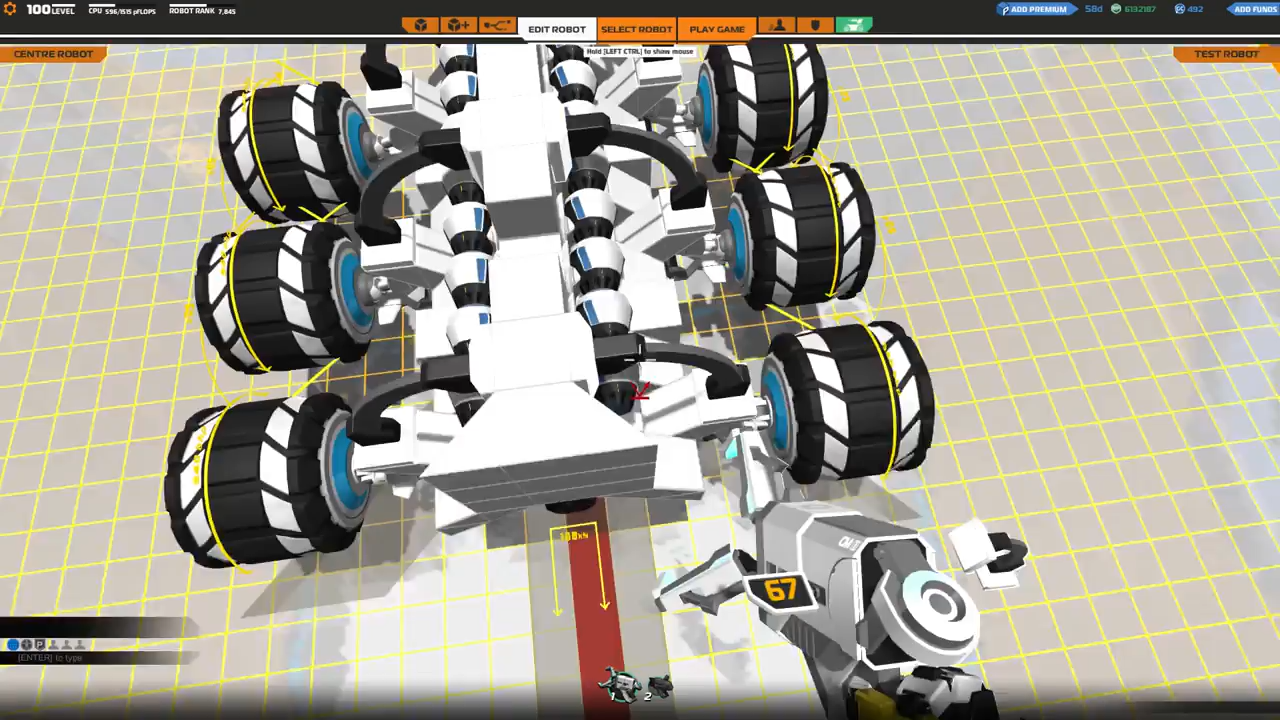 100 LEVEL
CPU 596/1515 pFLOPS
ROBOT RANK 7,845
EDIT ROBOT
SELECT ROBOT
PLAY GAME
ADD PREMIUM
58d
6132187
492
ADD FUNDS
Hold [LEFT CTRL] to show mouse
CENTRE ROBOT
TEST ROBOT
67
[ENTER] to type
1
2